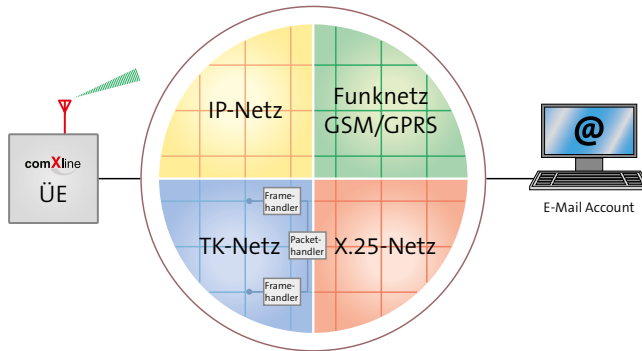 IP-Netz
Funknetz
GSM/GPRS
comXline
ÜE
@
E-Mail Account
TK-Netz
Frame-
handler
Packet-
handler
Frame-
handler
X.25-Netz